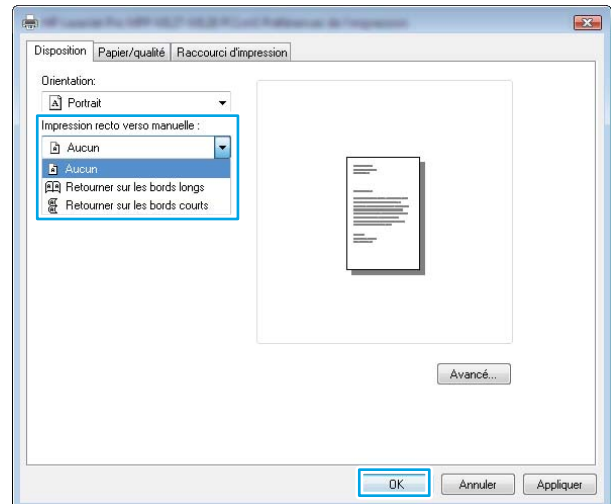 Disposition Papier/qualité Raccourci d'impression
Orientation:
Portrait
Impression recto verso manuelle :
Aucun
Aucun
Retourner sur les bords longs
Retourner sur les bords courts
Avancé...
OK Annuler Appliquer